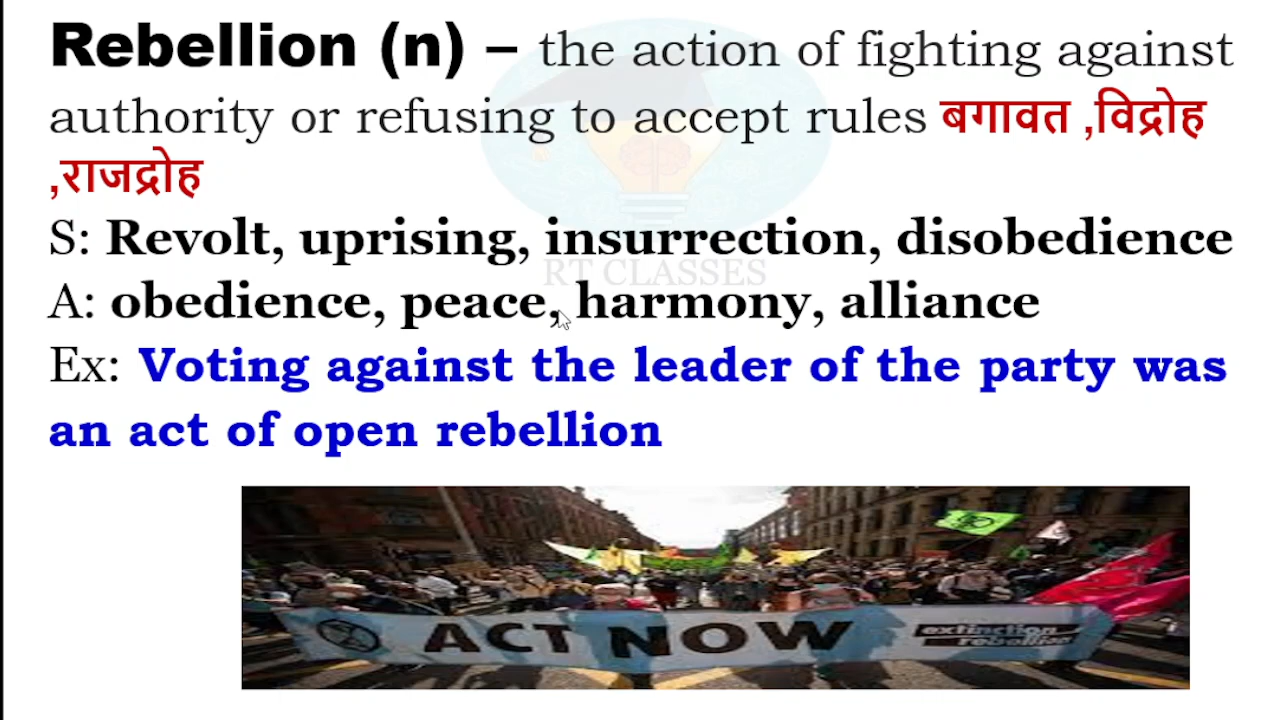 Rebellion (n) – the action of fighting against
authority or refusing to accept rules बगावत ,विद्रोह
,राजद्रोह
S: Revolt, uprising, insurrection, disobedience
RT CLASSES
A: obedience, peace, harmony, alliance
Ex: Voting against the leader of the party was
an act of open rebellion
ACT NOW
extinction
rebellion